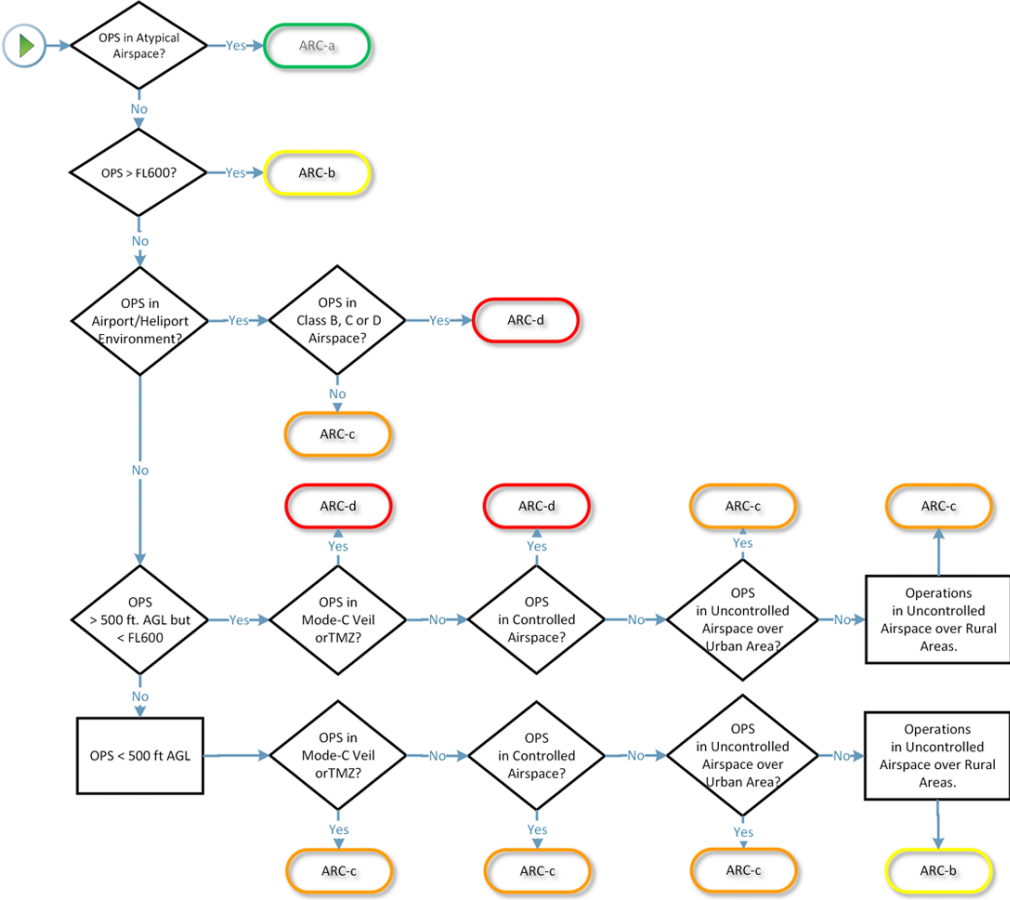 OPS in Atypical
Airspace?
Yes
ARC-a
No
OPS > FL600?
Yes
ARC-b
No
OPS in
Airport/Heliport
Environment?
Yes
OPS in
Class B, C or D
Airspace?
Yes
ARC-d
No
ARC-c
No
ARC-d
ARC-d
ARC-c
ARC-c
Yes
Yes
Yes
OPS
> 500 ft. AGL but
< FL600
Yes
OPS in
Mode-C Veil
orTMZ?
No
OPS
in Controlled
Airspace?
No
OPS
in Uncontrolled
Airspace over
Urban Area?
No
Operations
in Uncontrolled
Airspace over Rural
Areas.
No
OPS < 500 ft AGL
OPS in
Mode-C Veil
orTMZ?
No
OPS
in Controlled
Airspace?
No
OPS
in Uncontrolled
Airspace over
Urban Area?
No
Operations
in Uncontrolled
Airspace over Rural
Areas.
Yes
Yes
Yes
ARC-c
ARC-c
ARC-c
ARC-b